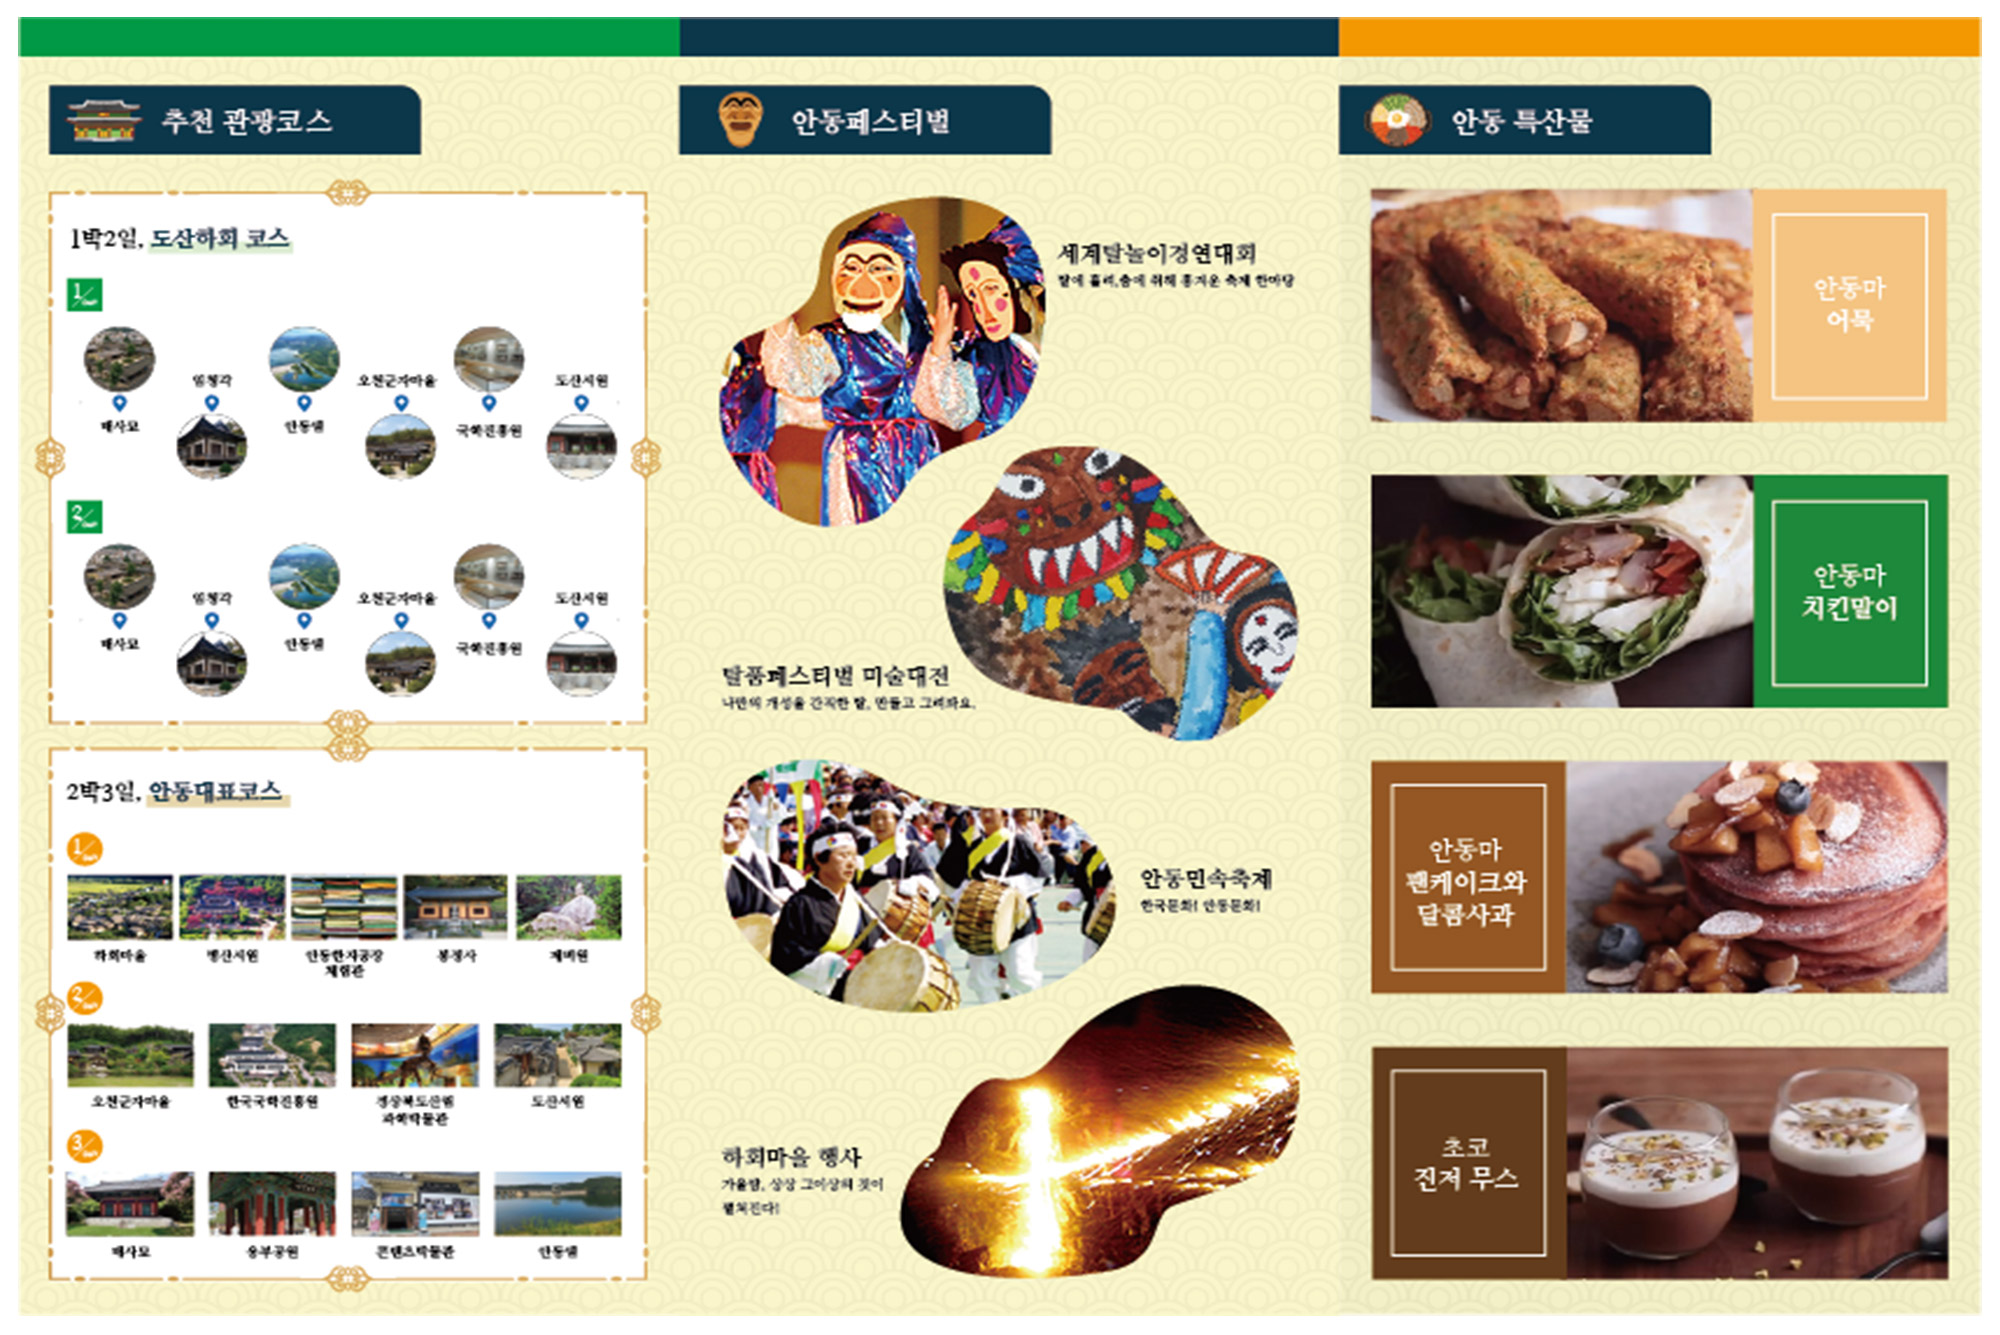 추천 관광코스
1박2일, 도산하회 코스
1/
임청각
오천군자마을
도산서원
태사묘
안동댐
국학진흥원
2/
임청각
오천군자마을
도산서원
태사묘
안동댐
국학진흥원
2박3일, 안동대표코스
1/
하회마을
병산서원
안동한지공장
체험관
봉정사
제비원
2/
오천군자마을
한국국학진흥원
경상북도산림
과학박물관
도산서원
3/
태사묘
웅부공원
콘텐츠박물관
안동댐
안동페스티벌
세계탈놀이경연대회
탈에 홀려,춤에 취해 흥겨운 축제 한마당
탈품페스티벌 미술대전
나만의 개성을 간직한 탈, 만들고 그려봐요.
안동민속축제
한국문화! 안동문화!
하회마을 행사
가을밤, 상상 그이상의 것이
펼쳐진다!
안동 특산물
안동마
어묵
안동마
치킨말이
안동마
팬케이크와
달콤사과
초코
진저 무스